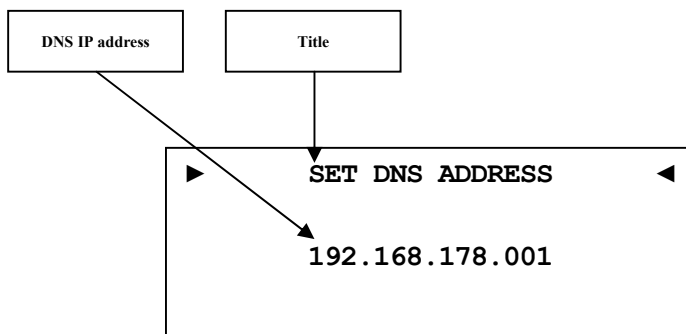 DNS IP address
Title
► SET DNS ADDRESS ◄
192.168.178.001